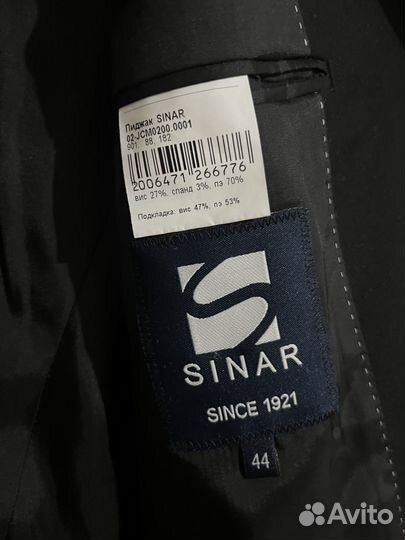 Пиджак SINAR
02-JCM0200.0001
901, 88, 182
2006471 266776
вис 27%, спанд 3%, пэ 70%
Подкладка: вис 47%, пэ 53%
SINAR
SINCE 1921
44
Avito